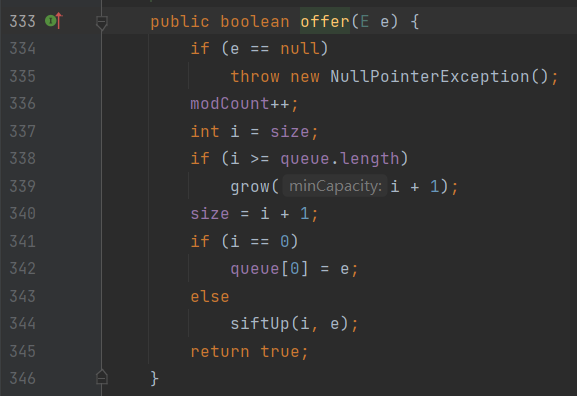 333 public boolean offer(E e) {
334 if (e == null)
335 throw new NullPointerException();
336 modCount++;
337 int i = size;
338 if (i >= queue.length)
339 grow( minCapacity: i + 1);
340 size = i + 1;
341 if (i == 0)
342 queue[0] = e;
343 else
344 siftUp(i, e);
345 return true;
346 }